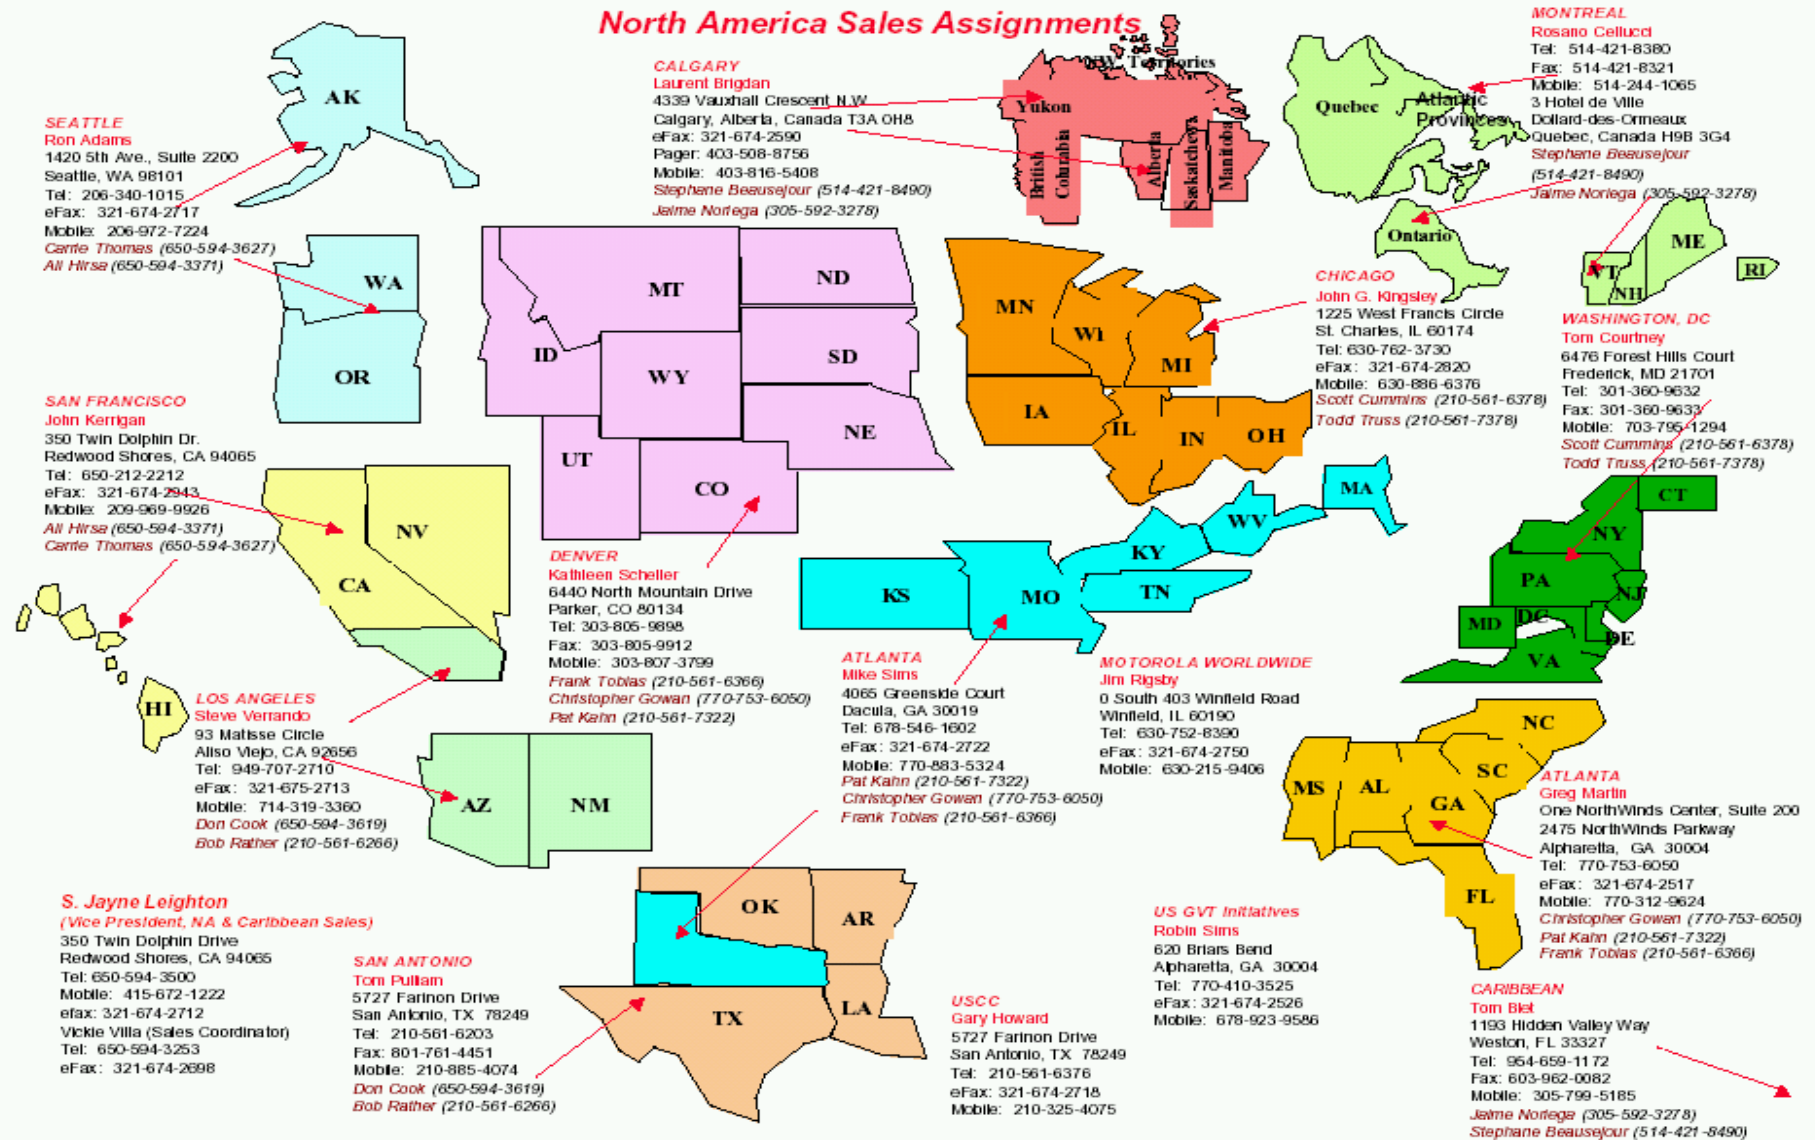 North America Sales Assignments
SEATTLE
Ron Adams
1420 5th Ave., Suite 2200
Seattle, WA 98101
Tel: 206-340-1015
eFax: 321-674-2717
Mobile: 206-972-7224
Carrie Thomas (650-594-3627)
Ali Hirsa (650-594-3371)
AK
WA
OR
CALGARY
Laurent Brigdan
4339 Vauxhall Crescent N.W
Calgary, Alberta, Canada T3A OH8
eFax: 321-674-2590
Pager: 403-508-8756
Mobile: 403-816-5408
Stephane Beausejour (514-421-8490)
Jaime Noriega (305-592-3278)
NW. Territories
Yukon
British
Columbia
Alberta
Saskatchewn
Manitoba
MONTREAL
Rosano Cellucci
Tel: 514-421-8380
Fax: 514-421-8321
Mobile: 514-244-1065
3 Hotel de Ville
Dollard-des-Ormeaux
Quebec, Canada H9B 3G4
Stephane Beausejour
(514-421-8490)
Jaime Noriega (305-592-3278)
Quebec
Atlantic
Provinces
Ontario
VT
NH
ME
RI
SAN FRANCISCO
John Kerrigan
350 Twin Dolphin Dr.
Redwood Shores, CA 94065
Tel: 650-212-2212
eFax: 321-674-2943
Mobile: 209-969-9926
Ali Hirsa (650-594-3371)
Carrie Thomas (650-594-3627)
NV
CA
HI
MT
ND
ID
WY
SD
NE
UT
CO
DENVER
Kathleen Scheller
6440 North Mountain Drive
Parker, CO 80134
Tel: 303-805-9898
Fax: 303-805-9912
Mobile: 303-807-3799
Frank Tobias (210-561-6366)
Christopher Gowan (770-753-6050)
Pat Kahn (210-561-7322)
MN
WI
MI
IA
IL
IN
OH
CHICAGO
John G. Kingsley
1225 West Francis Circle
St. Charles, IL 60174
Tel: 630-762-3730
eFax: 321-674-2820
Mobile: 630-886-6376
Scott Cummins (210-561-6378)
Todd Truss (210-561-7378)
WASHINGTON, DC
Tom Courtney
6476 Forest Hills Court
Frederick, MD 21701
Tel: 301-360-9632
Fax: 301-360-9633
Mobile: 703-795-1294
Scott Cummins (210-561-6378)
Todd Truss (210-561-7378)
CT
NY
PA
NJ
MD
DC
DE
VA
KS
MO
KY
TN
WV
MA
LOS ANGELES
Steve Verrando
93 Matisse Circle
Aliso Viejo, CA 92656
Tel: 949-707-2710
eFax: 321-675-2713
Mobile: 714-319-3360
Don Cook (650-594-3619)
Bob Rather (210-561-6266)
AZ
NM
ATLANTA
Mike Sims
4065 Greenside Court
Dacula, GA 30019
Tel: 678-546-1602
eFax: 321-674-2722
Mobile: 770-883-5324
Pat Kahn (210-561-7322)
Christopher Gowan (770-753-6050)
Frank Tobias (210-561-6366)
MOTOROLA WORLDWIDE
Jim Rigsby
0 South 403 Winfield Road
Winfield, IL 60190
Tel: 630-752-8390
eFax: 321-674-2750
Mobile: 630-215-9406
NC
SC
MS
AL
GA
FL
ATLANTA
Greg Martin
One NorthWinds Center, Suite 200
2475 NorthWinds Parkway
Alpharetta, GA 30004
Tel: 770-753-6050
eFax: 321-674-2517
Mobile: 770-312-9624
Christopher Gowan (770-753-6050)
Pat Kahn (210-561-7322)
Frank Tobias (210-561-6366)
S. Jayne Leighton
(Vice President, NA & Caribbean Sales)
350 Twin Dolphin Drive
Redwood Shores, CA 94065
Tel: 650-594-3500
Mobile: 415-672-1222
efax: 321-674-2712
Vickie Villa (Sales Coordinator)
Tel: 650-594-3253
eFax: 321-674-2698
SAN ANTONIO
Tom Pulliam
5727 Farinon Drive
San Antonio, TX 78249
Tel: 210-561-6203
Fax: 801-761-4451
Mobile: 210-885-4074
Don Cook (650-594-3619)
Bob Rather (210-561-6266)
OK
AR
TX
LA
USCC
Gary Howard
5727 Farinon Drive
San Antonio, TX 78249
Tel: 210-561-6376
eFax: 321-674-2718
Mobile: 210-325-4075
US GVT Initiatives
Robin Sims
620 Briars Bend
Alpharetta, GA 30004
Tel: 770-410-3525
eFax: 321-674-2526
Mobile: 678-923-9586
CARIBBEAN
Tom Blet
1193 Hidden Valley Way
Weston, FL 33327
Tel: 954-659-1172
Fax: 603-962-0082
Mobile: 305-799-5185
Jaime Noriega (305-592-3278)
Stephane Beausejour (514-421-8490)